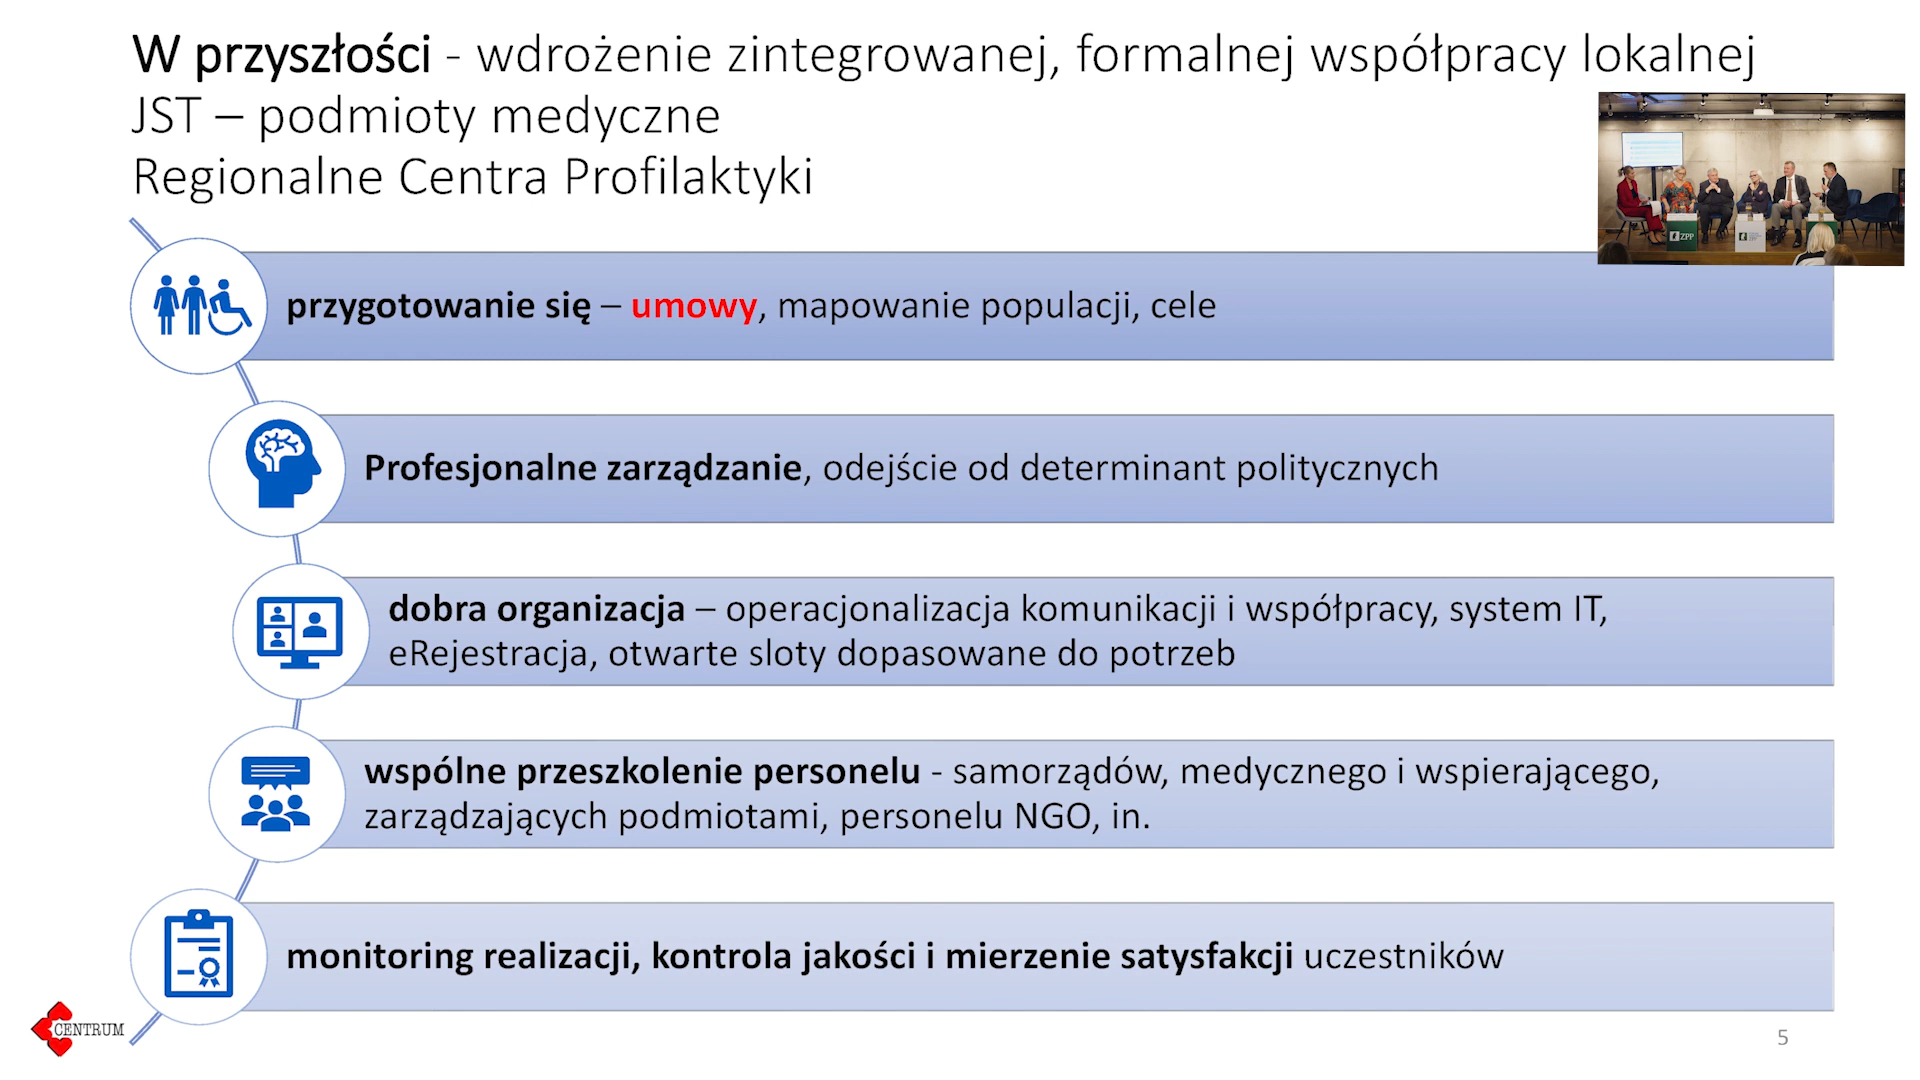 W przyszłości - wdrożenie zintegrowanej, formalnej współpracy lokalnej
JST – podmioty medyczne
Regionalne Centra Profilaktyki
ZPP
przygotowanie się – umowy, mapowanie populacji, cele
Profesjonalne zarządzanie, odejście od determinant politycznych
dobra organizacja – operacjonalizacja komunikacji i współpracy, system IT,
eRejestracja, otwarte sloty dopasowane do potrzeb
wspólne przeszkolenie personelu - samorządów, medycznego i wspierającego,
zarządzających podmiotami, personelu NGO, in.
monitoring realizacji, kontrola jakości i mierzenie satysfakcji uczestników
CENTRUM
5